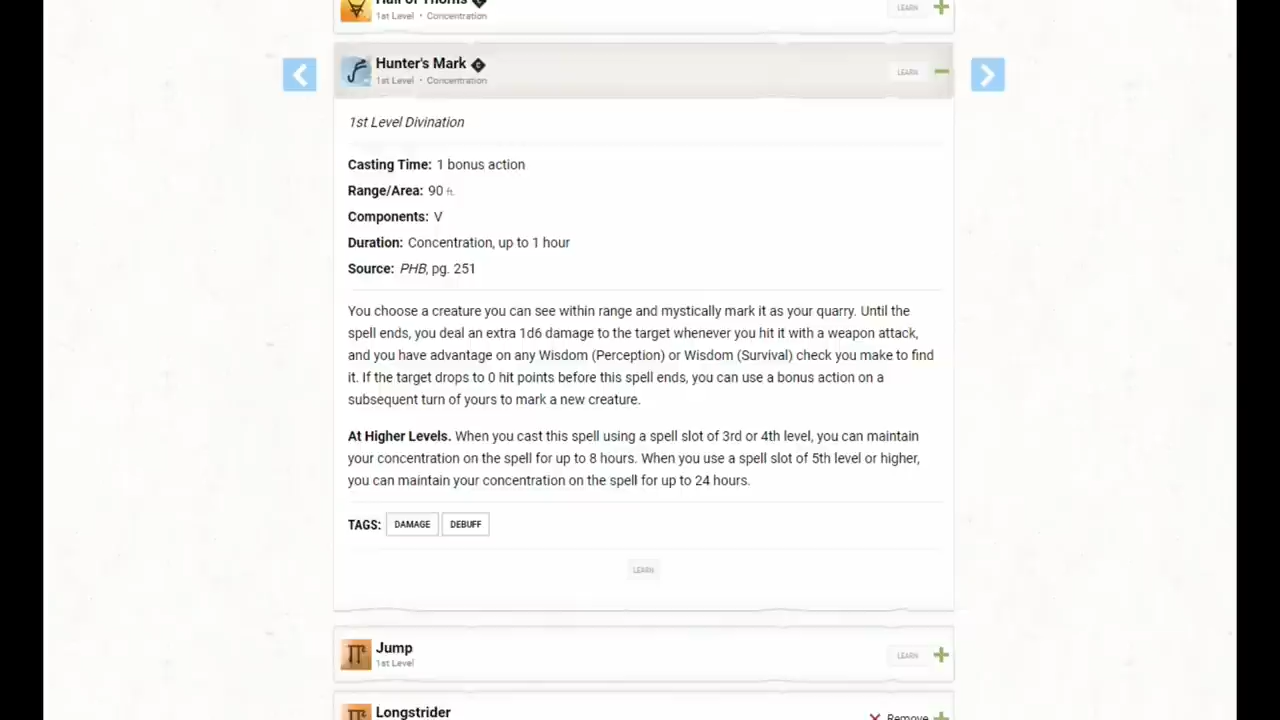 Hail of Thorns
1st Level • Concentration
LEARN
Hunter's Mark
1st Level • Concentration
LEARN
1st Level Divination
Casting Time: 1 bonus action
Range/Area: 90 ft.
Components: V
Duration: Concentration, up to 1 hour
Source: PHB, pg. 251
You choose a creature you can see within range and mystically mark it as your quarry. Until the
spell ends, you deal an extra 1d6 damage to the target whenever you hit it with a weapon attack,
and you have advantage on any Wisdom (Perception) or Wisdom (Survival) check you make to find
it. If the target drops to 0 hit points before this spell ends, you can use a bonus action on a
subsequent turn of yours to mark a new creature.
At Higher Levels. When you cast this spell using a spell slot of 3rd or 4th level, you can maintain
your concentration on the spell for up to 8 hours. When you use a spell slot of 5th level or higher,
you can maintain your concentration on the spell for up to 24 hours.
TAGS: DAMAGE DEBUFF
LEARN
Jump
1st Level
LEARN
Longstrider
Remove